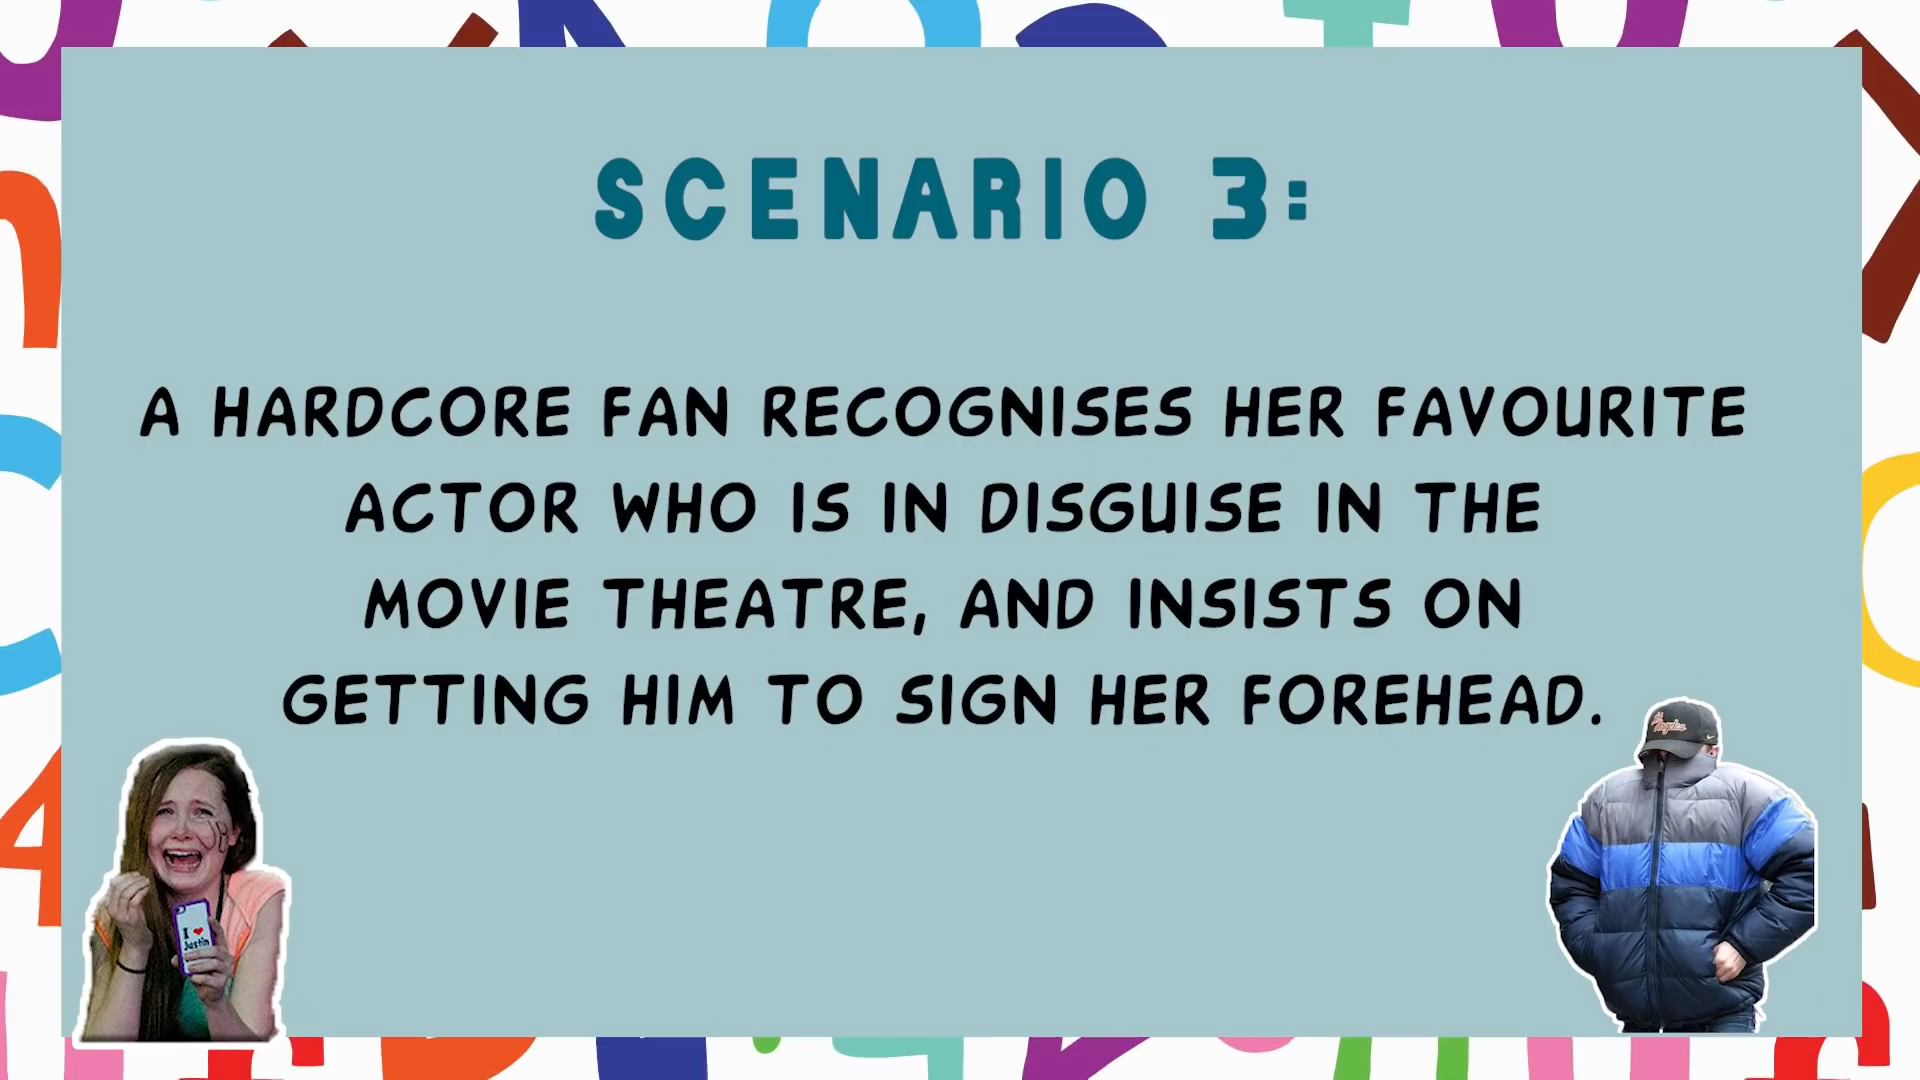 SCENARIO 3:
A HARDCORE FAN RECOGNISES HER FAVOURITE
ACTOR WHO IS IN DISGUISE IN THE
MOVIE THEATRE, AND INSISTS ON
GETTING HIM TO SIGN HER FOREHEAD.
I ❤
Justin